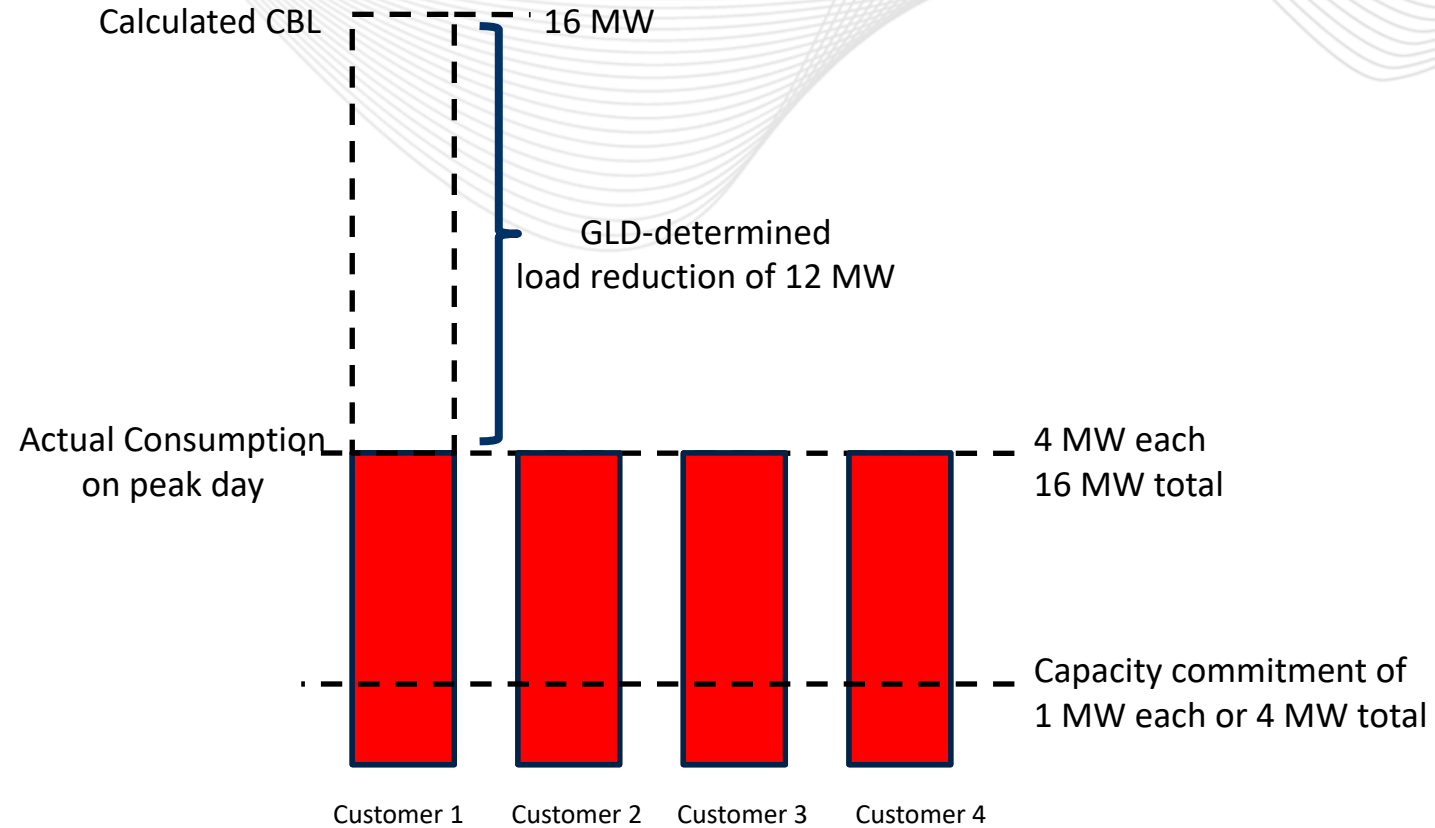 Calculated CBL
16 MW
GLD-determined
load reduction of 12 MW
Actual Consumption
on peak day
4 MW each
16 MW total
Capacity commitment of
1 MW each or 4 MW total
Customer 1
Customer 2
Customer 3
Customer 4